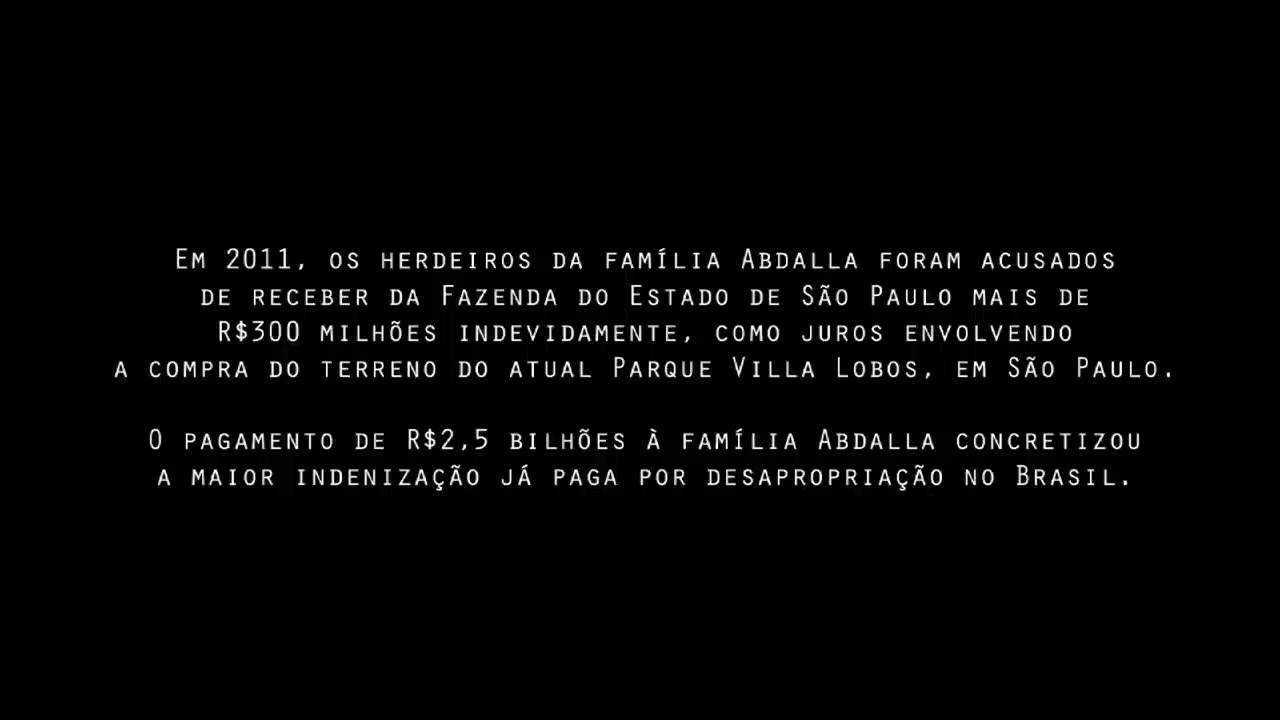 Em 2011, os herdeiros da família Abdalla foram acusados
de receber da Fazenda do Estado de São Paulo mais de
R$300 milhões indevidamente, como juros envolvendo
a compra do terreno do atual Parque Villa Lobos, em São Paulo.
O pagamento de R$2,5 bilhões à família Abdalla concretizou
a maior indenização já paga por desapropriação no Brasil.